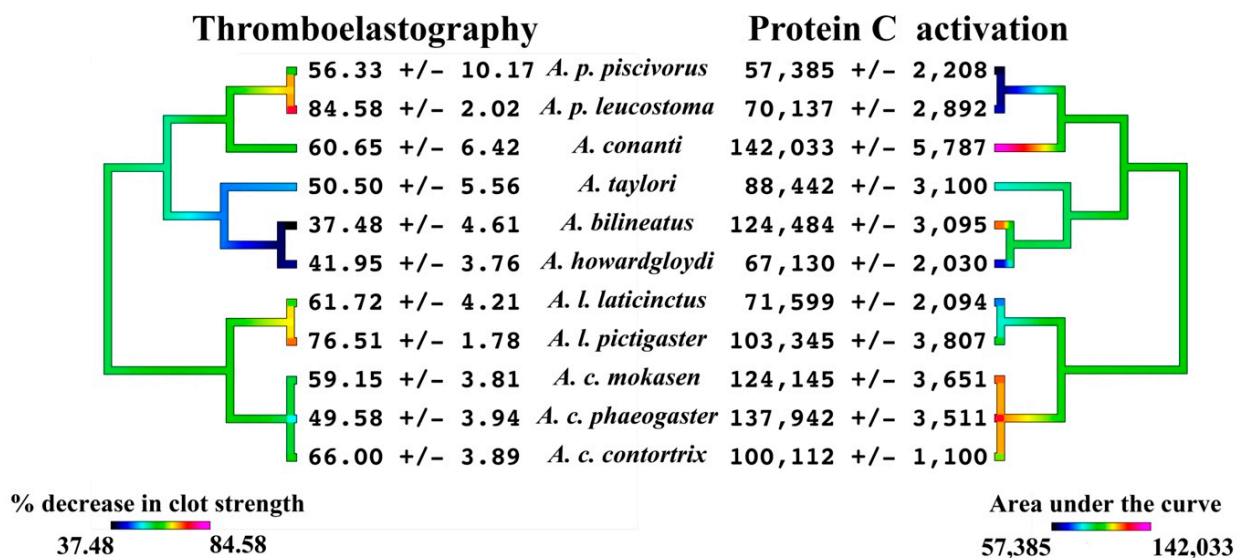 Thromboelastography Protein C activation
56.33 +/- 10.17 A. p. piscivorus 57,385 +/- 2,208
84.58 +/- 2.02 A. p. leucostoma 70,137 +/- 2,892
60.65 +/- 6.42 A. conanti 142,033 +/- 5,787
50.50 +/- 5.56 A. taylori 88,442 +/- 3,100
37.48 +/- 4.61 A. bilineatus 124,484 +/- 3,095
41.95 +/- 3.76 A. howardgloydi 67,130 +/- 2,030
61.72 +/- 4.21 A. l. laticinctus 71,599 +/- 2,094
76.51 +/- 1.78 A. l. pictigaster 103,345 +/- 3,807
59.15 +/- 3.81 A. c. mokasen 124,145 +/- 3,651
49.58 +/- 3.94 A. c. phaeogaster 137,942 +/- 3,511
66.00 +/- 3.89 A. c. contortrix 100,112 +/- 1,100
% decrease in clot strength Area under the curve
37.48 84.58 57,385 142,033